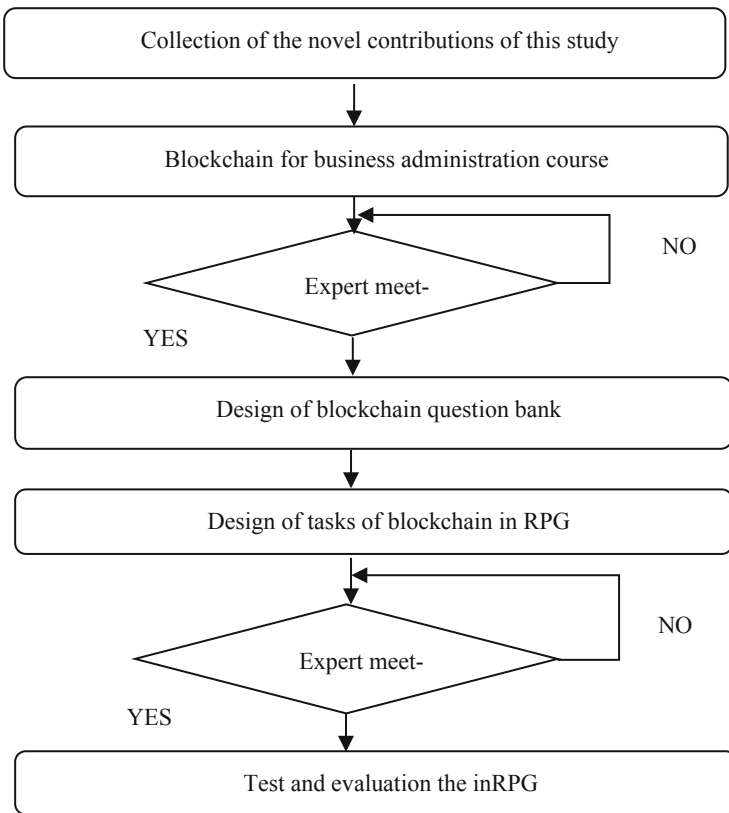 Collection of the novel contributions of this study
Blockchain for business administration course
NO
Expert meet-
YES
Design of blockchain question bank
Design of tasks of blockchain in RPG
NO
Expert meet-
YES
Test and evaluation the inRPG